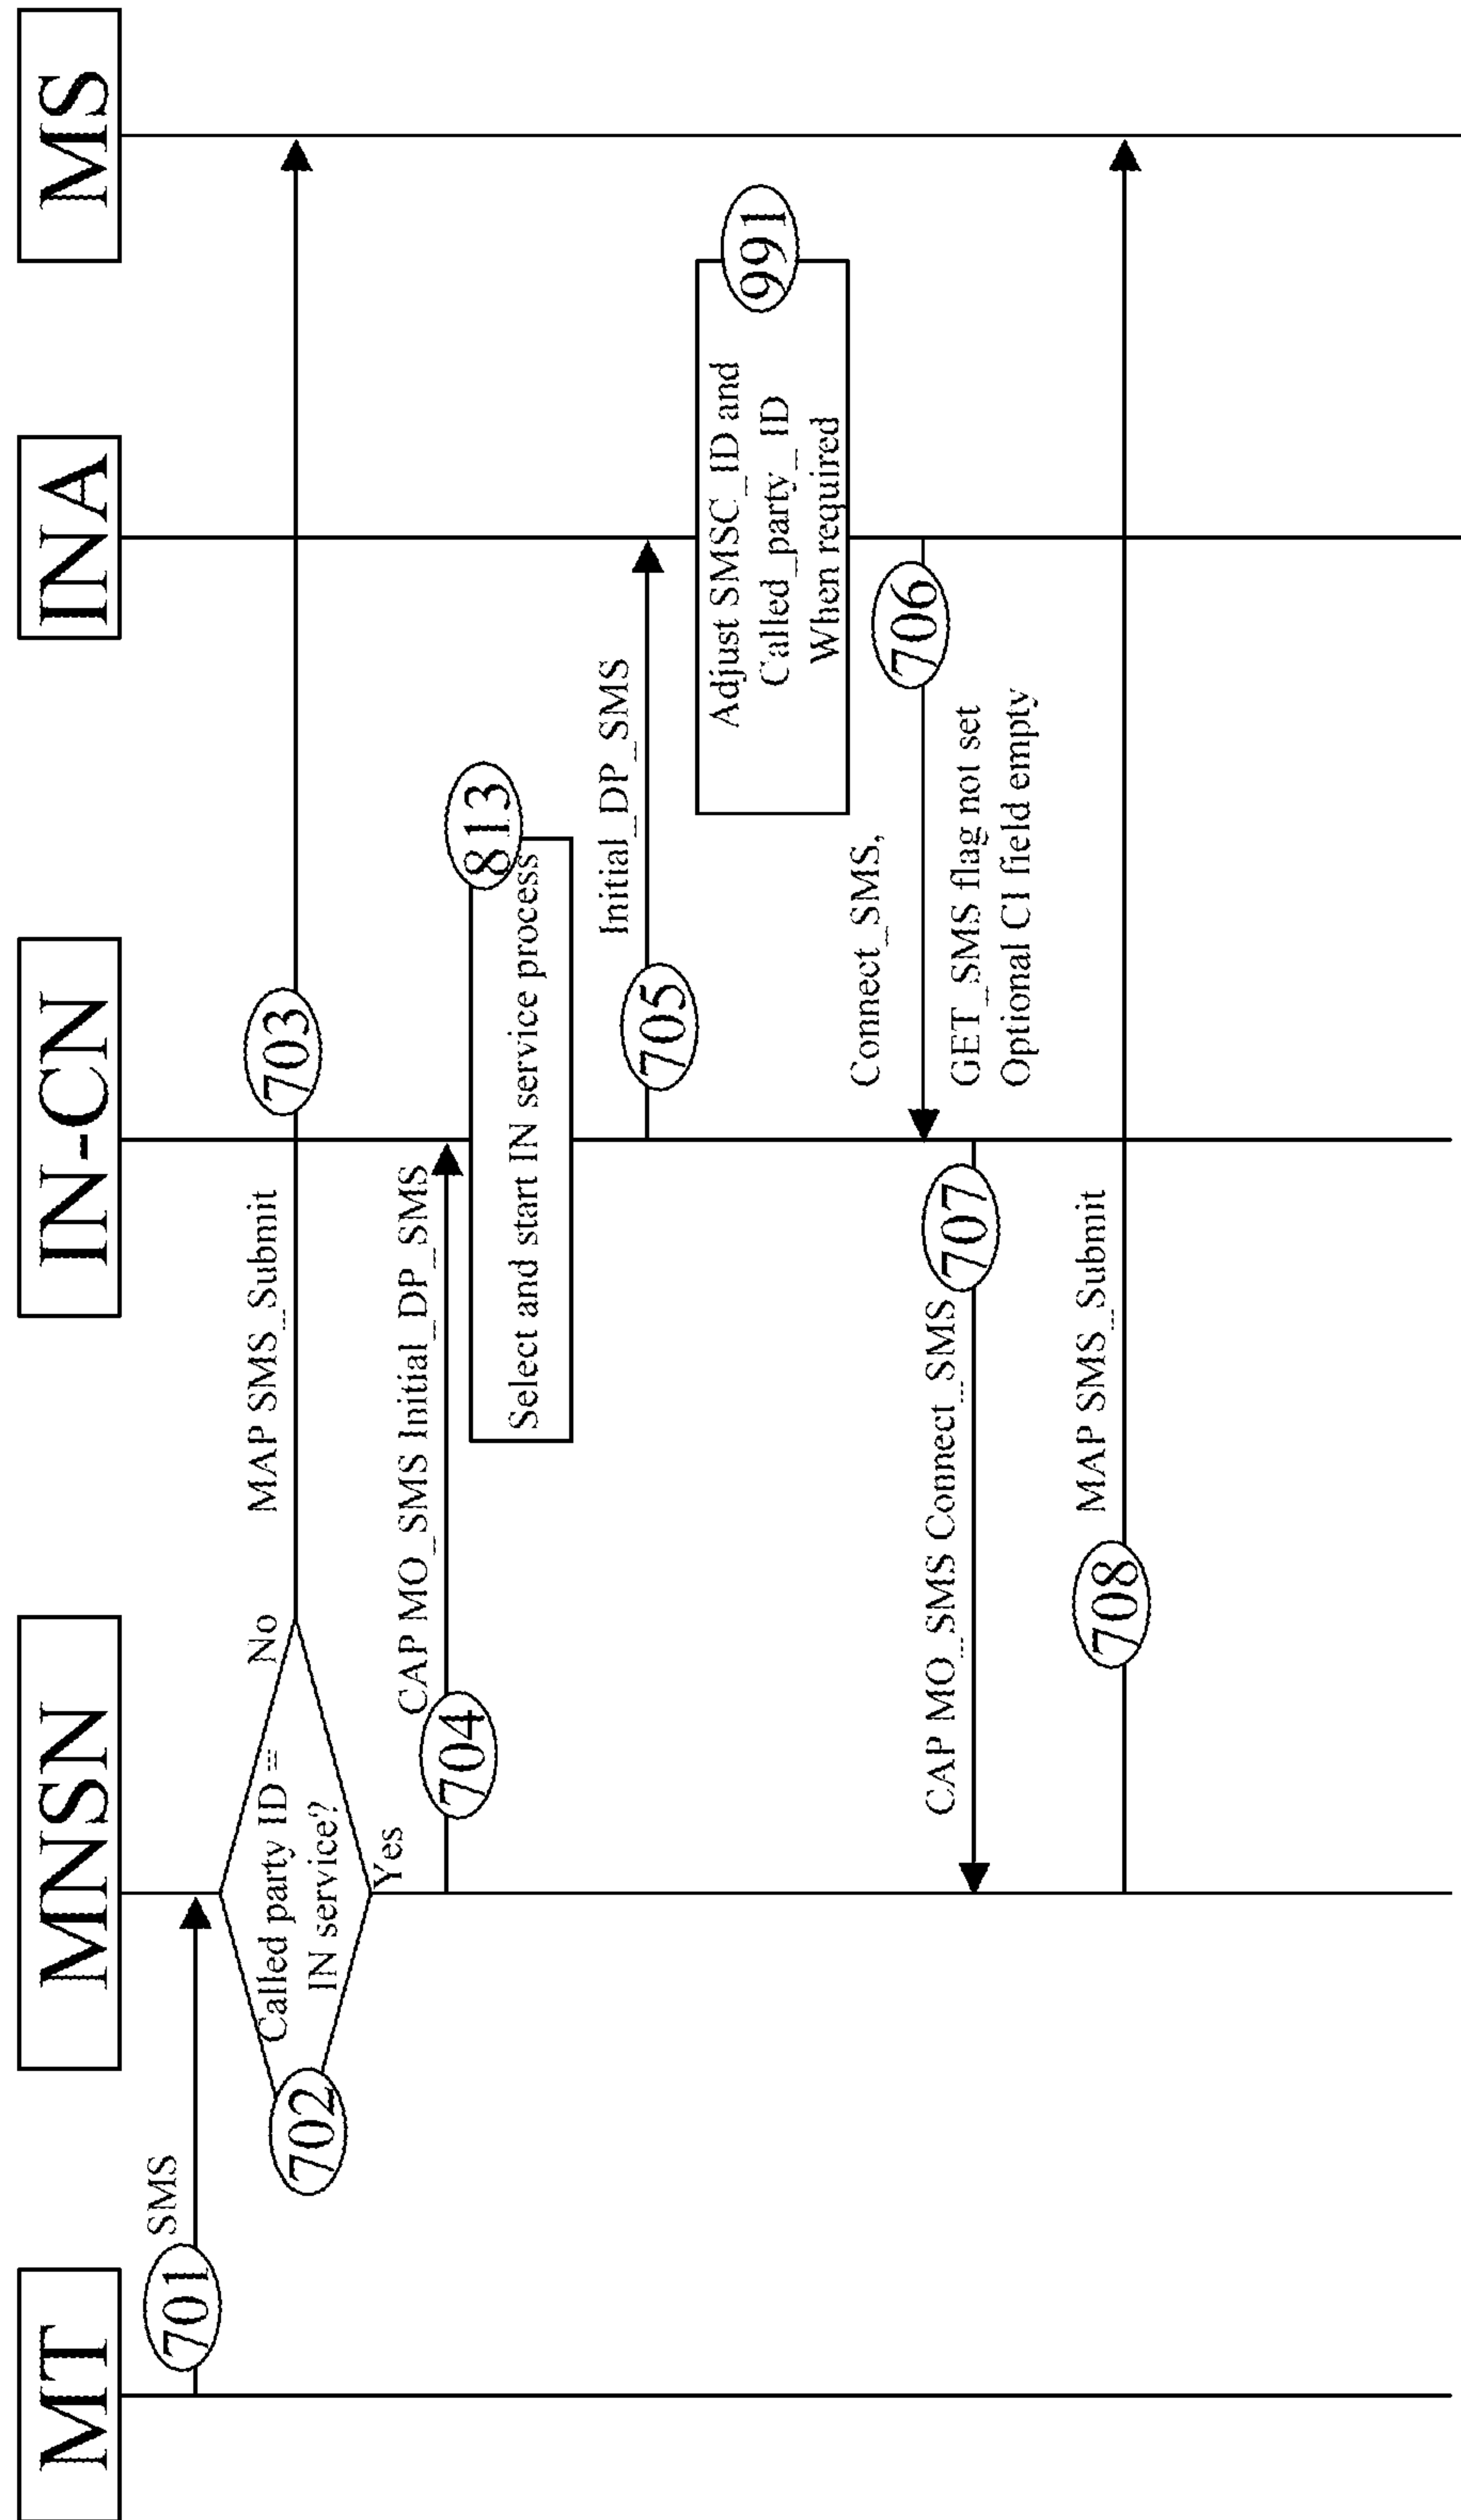 MT
MNSN
IN-CN
INA
MS
701
SMS
702
Called party ID =
IN service?
No
Yes
MAP SMS_Submit
703
704
CAP MO_SMS Initial_DP_SMS
813
Select and start IN service process
705
Initial_DP_SMS
991
Adjust SMSC_ID and
Called_party_ID
When required
706
Connect_SMS,
GET_SMS flag not set
Optional CI field empty
707
CAP MO_SMS Connect_SMS
708
MAP SMS_Submit